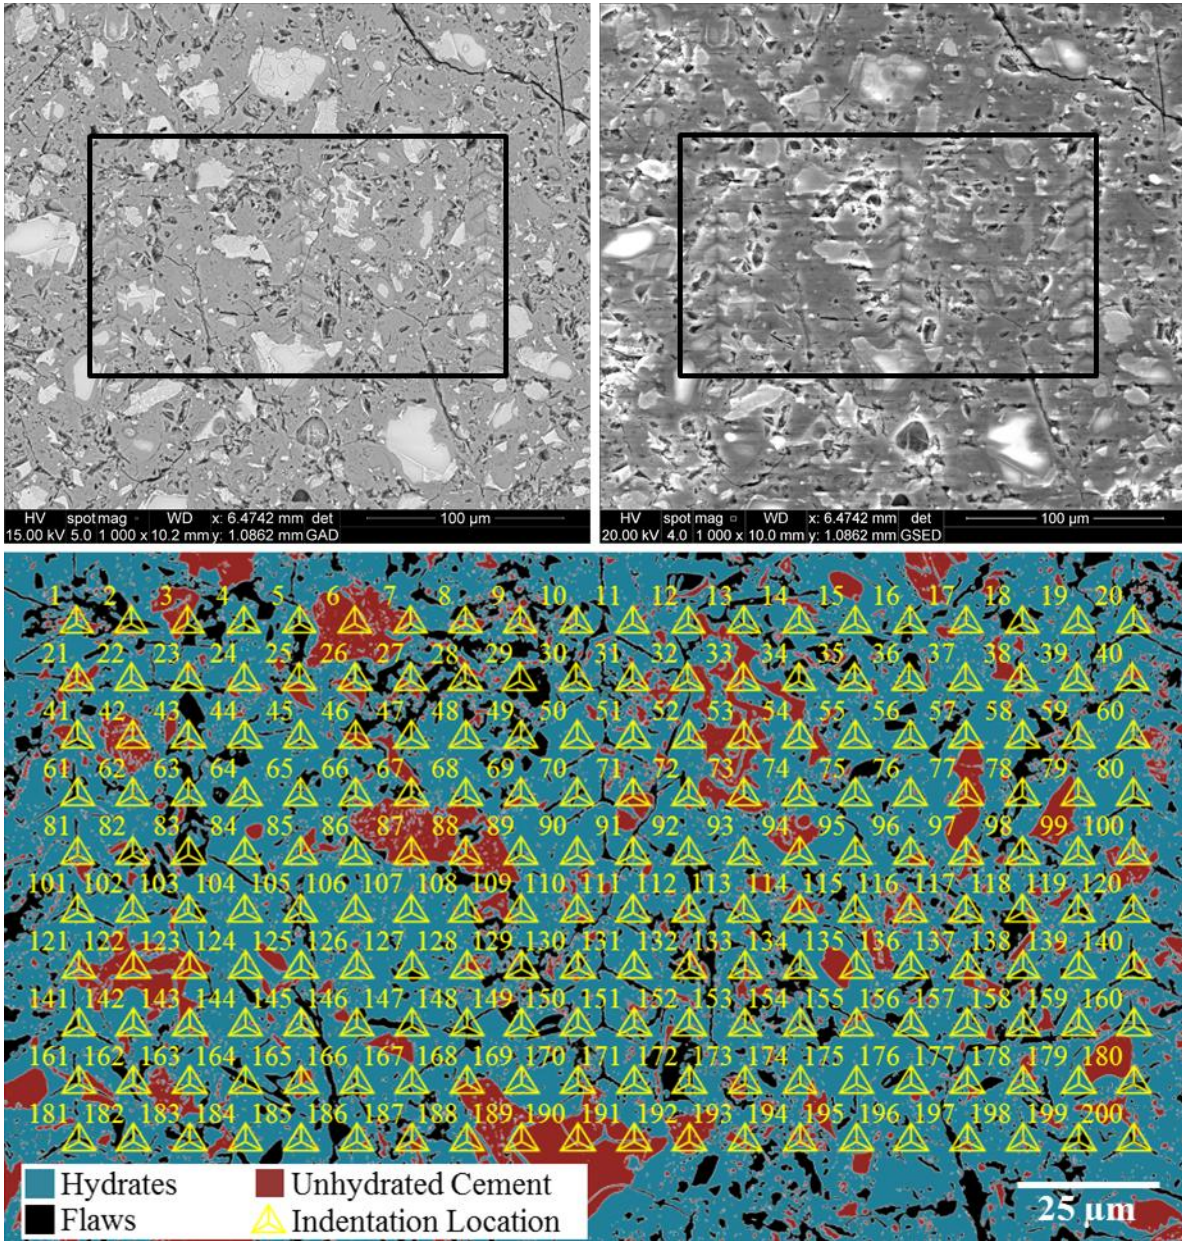 HV spot mag WD x: 6.4742 mm det 100 µm
15.00 kV 5.0 1 000 x 10.2 mm y: 1.0862 mm GAD
HV spot mag □ WD x: 6.4742 mm det 100 µm
20.00 kV 4.0 1 000 x 10.0 mm y: 1.0862 mm GSED
1 2 3 4 5 6 7 8 9 10 11 12 13 14 15 16 17 18 19 20
21 22 23 24 25 26 27 28 29 30 31 32 33 34 35 36 37 38 39 40
41 42 43 44 45 46 47 48 49 50 51 52 53 54 55 56 57 58 59 60
61 62 63 64 65 66 67 68 69 70 71 72 73 74 75 76 77 78 79 80
81 82 83 84 85 86 87 88 89 90 91 92 93 94 95 96 97 98 99 100
101 102 103 104 105 106 107 108 109 110 111 112 113 114 115 116 117 118 119 120
121 122 123 124 125 126 127 128 129 130 131 132 133 134 135 136 137 138 139 140
141 142 143 144 145 146 147 148 149 150 151 152 153 154 155 156 157 158 159 160
161 162 163 164 165 166 167 168 169 170 171 172 173 174 175 176 177 178 179 180
181 182 183 184 185 186 187 188 189 190 191 192 193 194 195 196 197 198 199 200
Hydrates Unhydrated Cement
Flaws Indentation Location
25 µm